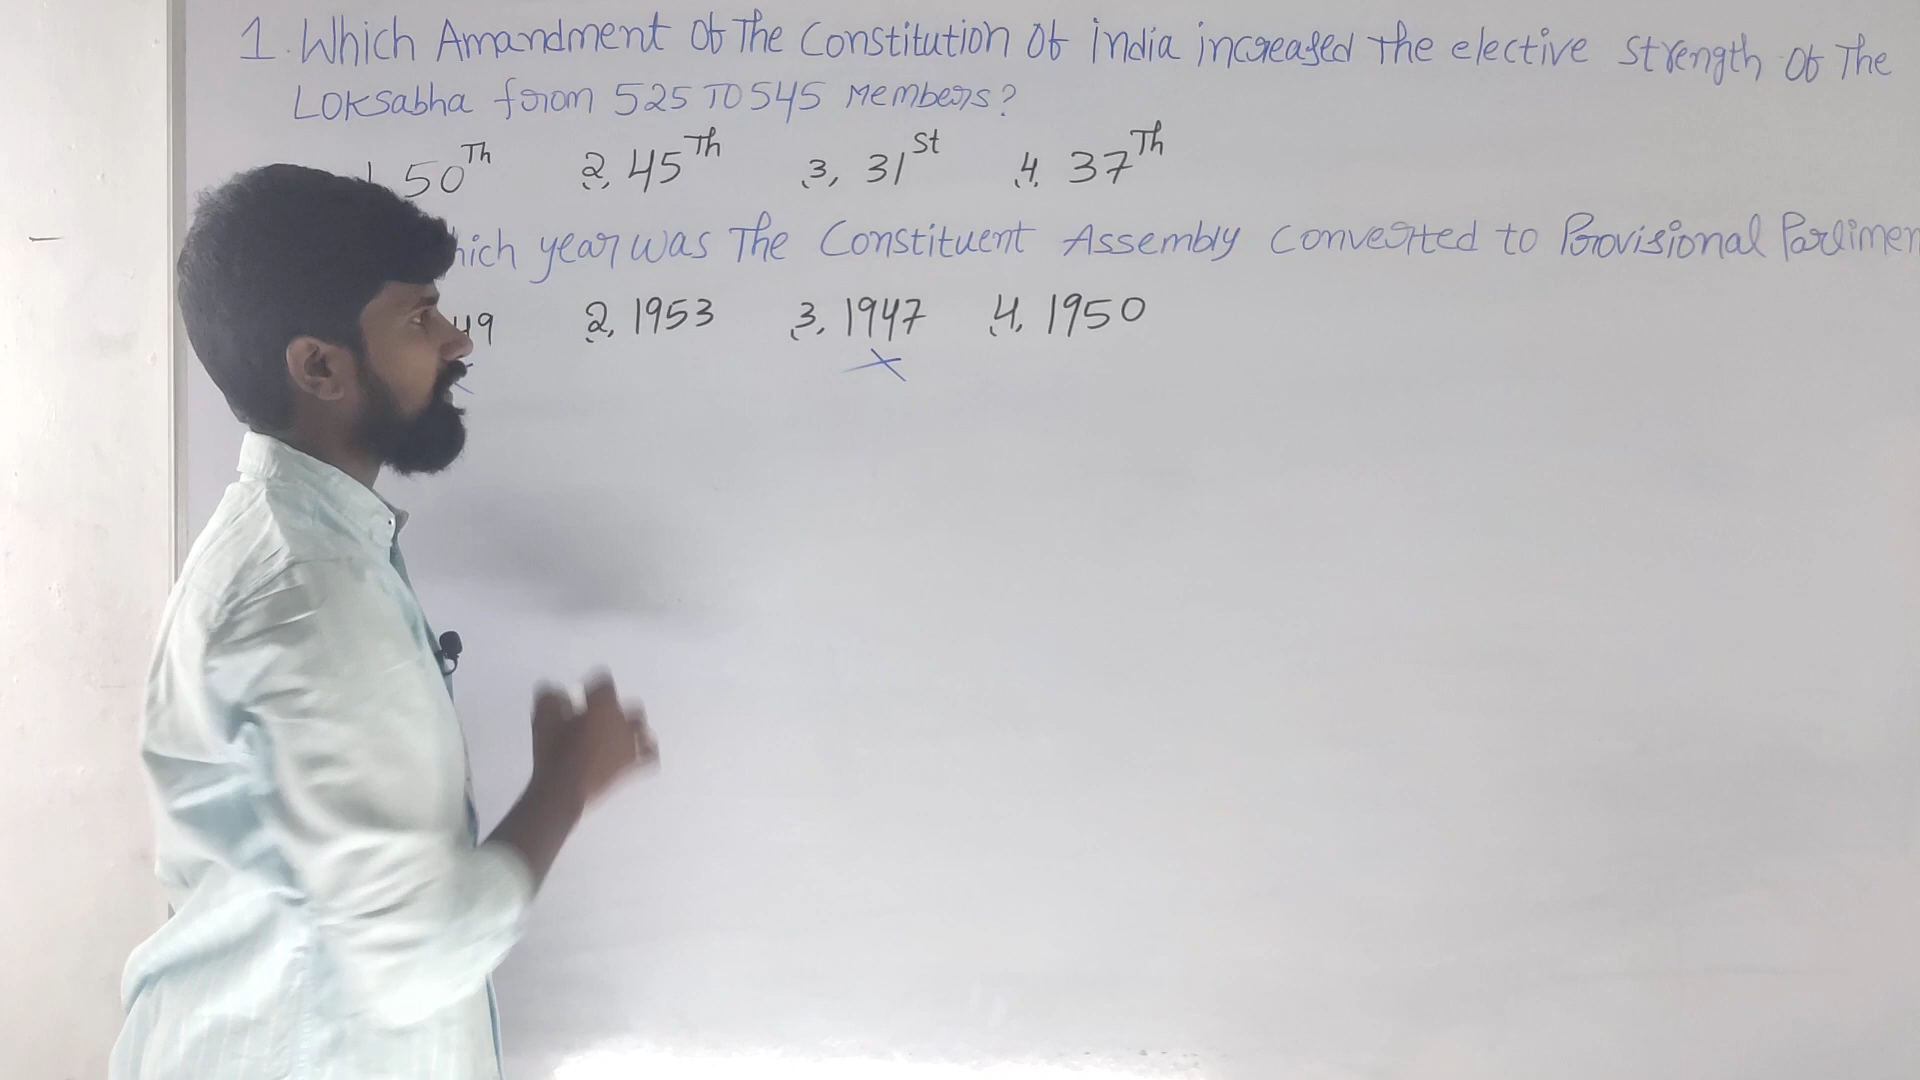 1. Which Amandment Of The Constitution Of india increased The elective Strength Of The
Loksabha from 525 TO 545 Members?
50Th 2, 45Th 3, 31st 4. 37Th
hich year was The Constituent Assembly converted to Provisional Parlimen
49 2, 1953 3, 1947 4, 1950